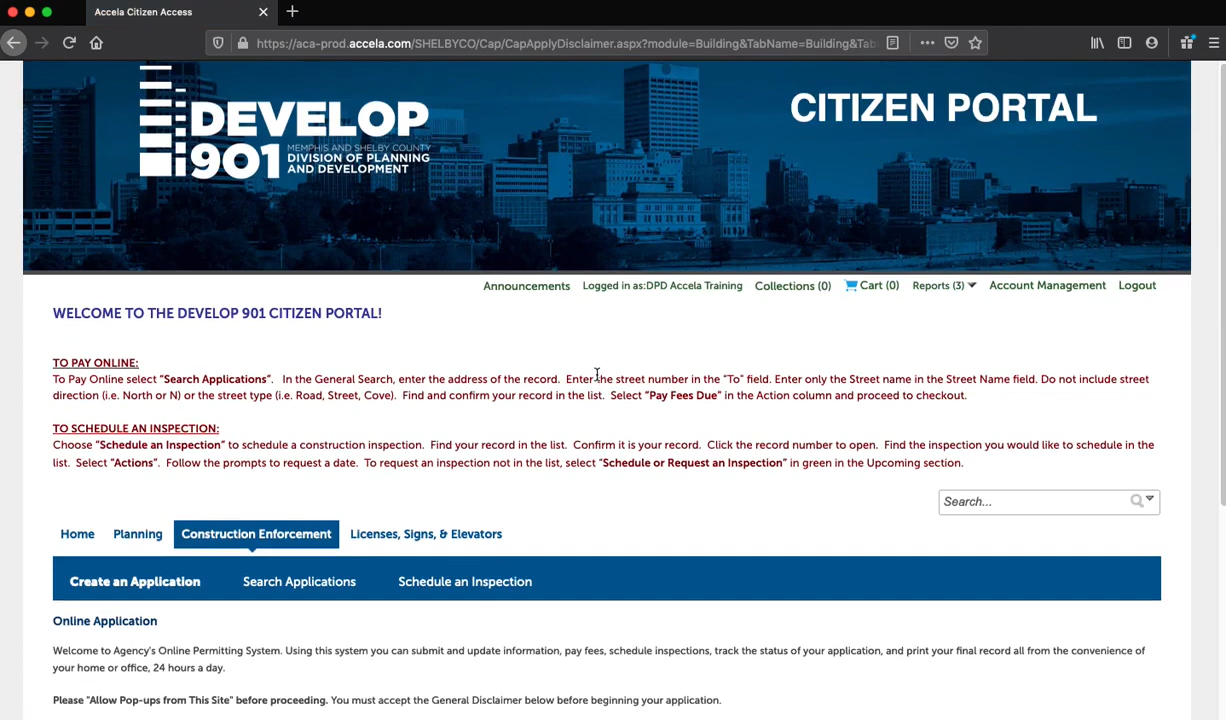 Accela Citizen Access
https://aca-prod.accela.com/SHELBYCO/Cap/CapApplyDisclaimer.aspx?module=Building&TabName=Building&Tab
DEVELOP
901
MEMPHIS AND SHELBY COUNTY
DIVISION OF PLANNING
AND DEVELOPMENT
CITIZEN PORTAL
Announcements Logged in as:DPD Accela Training Collections (0) Cart (0) Reports (3) Account Management Logout
WELCOME TO THE DEVELOP 901 CITIZEN PORTAL!
TO PAY ONLINE:
To Pay Online select "Search Applications". In the General Search, enter the address of the record. Enter the street number in the "To" field. Enter only the Street name in the Street Name field. Do not include street
direction (i.e. North or N) or the street type (i.e. Road, Street, Cove). Find and confirm your record in the list. Select "Pay Fees Due" in the Action column and proceed to checkout.
TO SCHEDULE AN INSPECTION:
Choose "Schedule an Inspection" to schedule a construction inspection. Find your record in the list. Confirm it is your record. Click the record number to open. Find the inspection you would like to schedule in the
list. Select "Actions". Follow the prompts to request a date. To request an inspection not in the list, select "Schedule or Request an Inspection" in green in the Upcoming section.
Search...
Home Planning Construction Enforcement Licenses, Signs, & Elevators
Create an Application Search Applications Schedule an Inspection
Online Application
Welcome to Agency's Online Permitting System. Using this system you can submit and update information, pay fees, schedule inspections, track the status of your application, and print your final record all from the convenience of
your home or office, 24 hours a day.
Please "Allow Pop-ups from This Site" before proceeding. You must accept the General Disclaimer below before beginning your application.